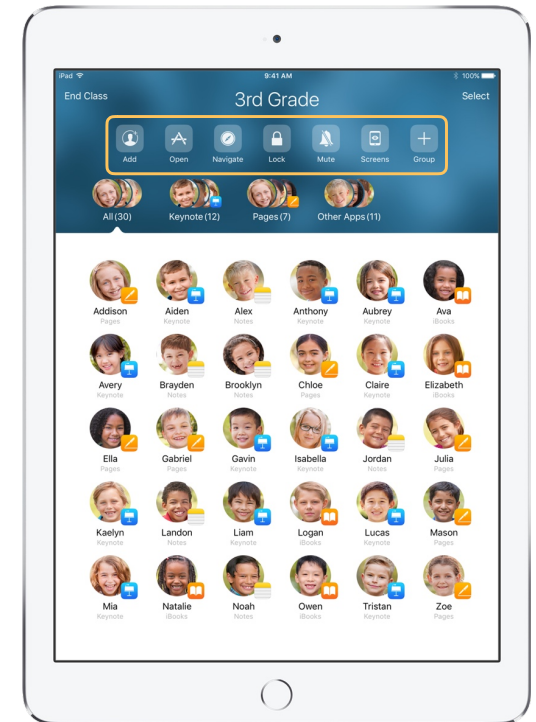 iPad 9:41 AM 100%
End Class 3rd Grade Select
Add Open Navigate Lock Mute Screens Group
All (30) Keynote (12) Pages (7) Other Apps (11)
Addison Aiden Alex Anthony Aubrey Ava
Pages Keynote Notes Keynote Keynote iBooks
Avery Brayden Brooklyn Chloe Claire Elizabeth
Keynote Notes Notes Pages Keynote iBooks
Ella Gabriel Gavin Isabella Jordan Julia
Pages Pages Keynote Keynote Notes Pages
Kaelyn Landon Liam Logan Lucas Mason
Keynote Notes Keynote iBooks Keynote Pages
Mia Natalie Noah Owen Tristan Zoe
Keynote iBooks Notes iBooks Keynote Pages